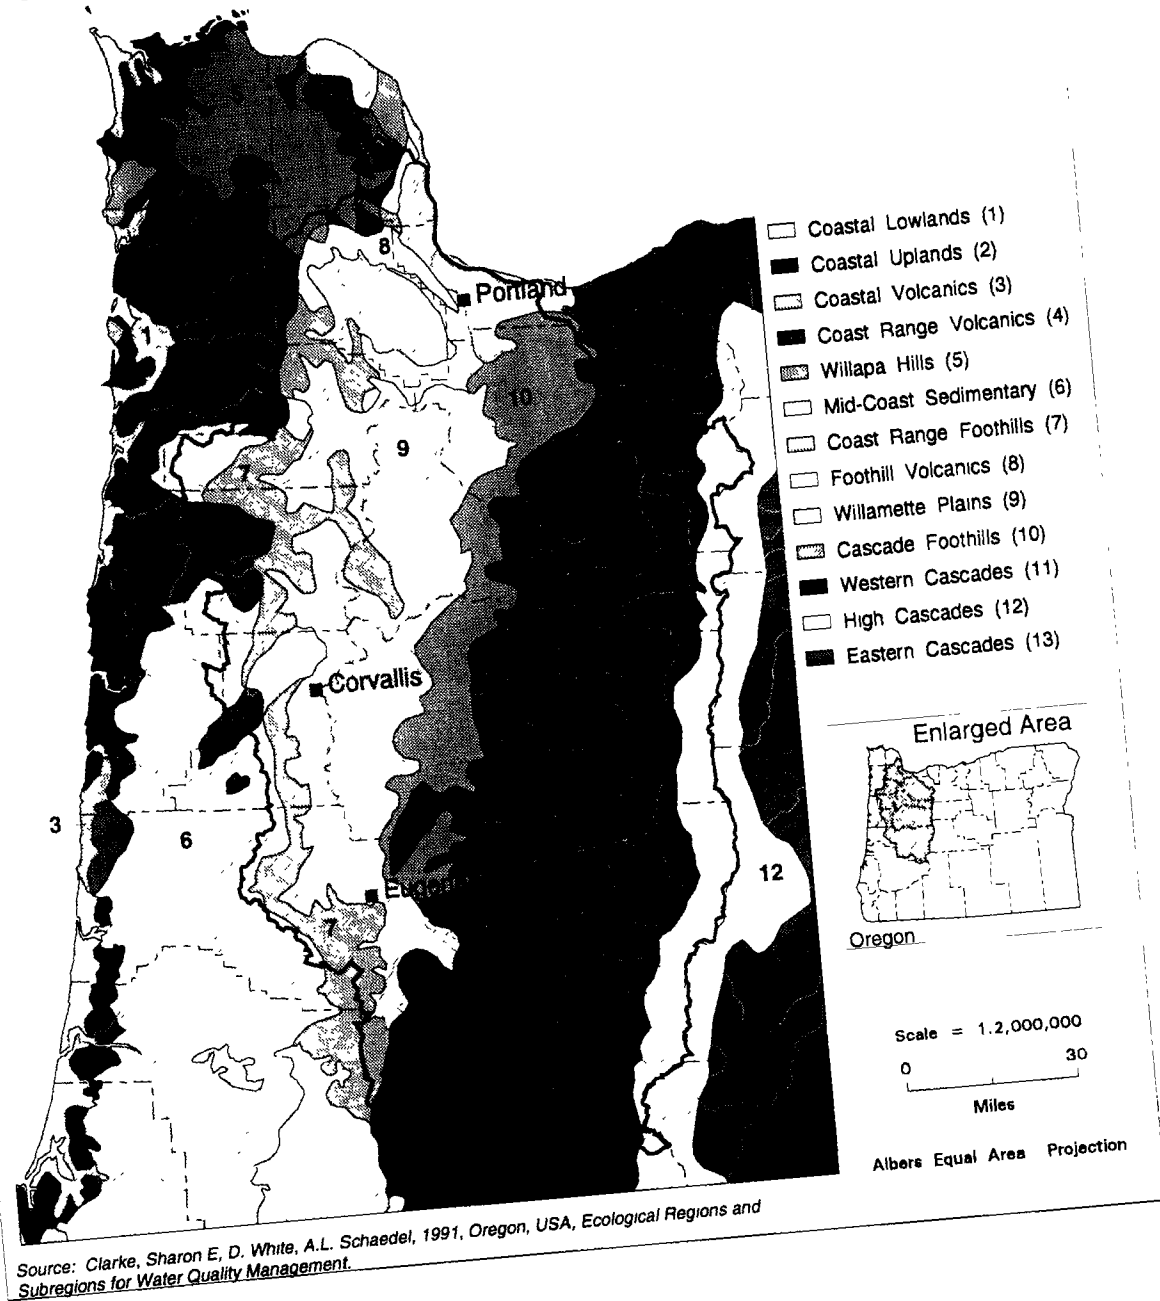 8
Portland
10
9
7
Corvallis
3
6
12
7
Coastal Lowlands (1)
Coastal Uplands (2)
Coastal Volcanics (3)
Coast Range Volcanics (4)
Willapa Hills (5)
Mid-Coast Sedimentary (6)
Coast Range Foothills (7)
Foothill Volcanics (8)
Willamette Plains (9)
Cascade Foothills (10)
Western Cascades (11)
High Cascades (12)
Eastern Cascades (13)
Enlarged Area
Oregon
Scale = 1.2,000,000
0 30
Miles
Albers Equal Area Projection
Source: Clarke, Sharon E, D. White, A.L. Schaedel, 1991, Oregon, USA, Ecological Regions and
Subregions for Water Quality Management.